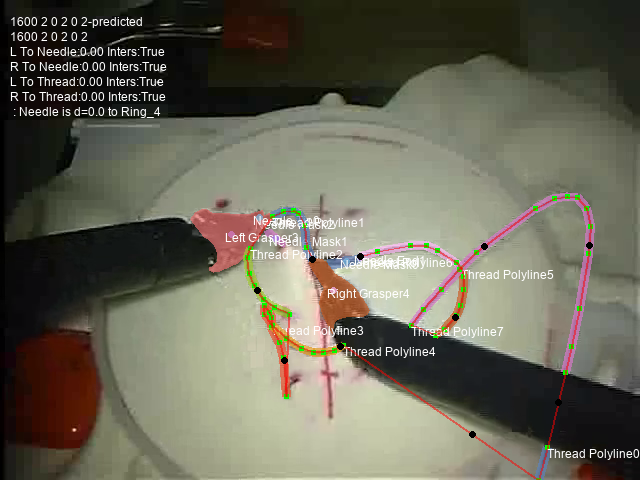 1600 2 0 2 0 2-predicted
1600 2 0 2 0 2
L To Needle:0.00 Inters:True
R To Needle:0.00 Inters:True
L To Thread:0.00 Inters:True
R To Thread:0.00 Inters:True
: Needle is d=0.0 to Ring_4
Left Grasper
Mask1
Thread Polyline2
Thread Polyline5
Right Grasper4
Thread Polyline7
Thread Polyline3
Thread Polyline4
Thread Polyline0